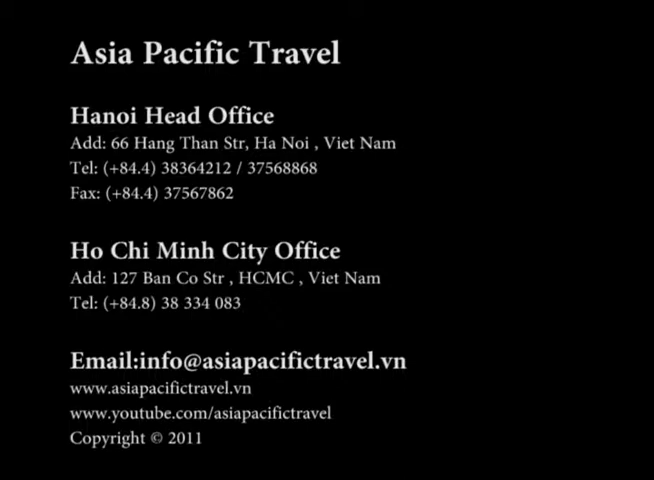 Asia Pacific Travel
Hanoi Head Office
Add: 66 Hang Than Str, Ha Noi , Viet Nam
Tel: (+84.4) 38364212 / 37568868
Fax: (+84.4) 37567862
Ho Chi Minh City Office
Add: 127 Ban Co Str , HCMC , Viet Nam
Tel: (+84.8) 38 334 083
Email:info@asiapacifictravel.vn
www.asiapacifictravel.vn
www.youtube.com/asiapacifictravel
Copyright © 2011